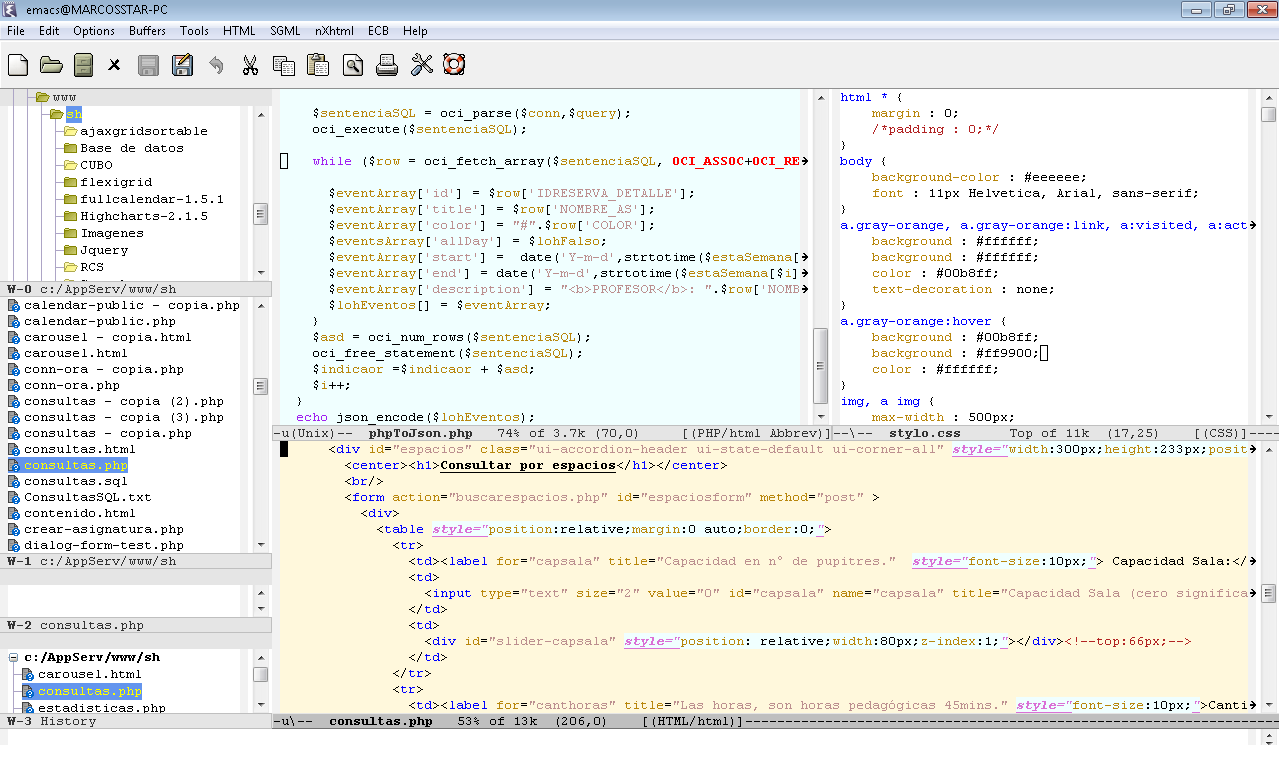 emacs@MARCOSSTAR-PC
File Edit Options Buffers Tools HTML SGML nXhtml ECB Help
www
sh
ajaxgridsortable
Base de datos
CUBO
flexigrid
fullcalendar-1.5.1
Highcharts-2.1.5
Imagenes
Jquery
RCS
W-0 c:/AppServ/www/sh
calendar-public - copia.php
calendar-public.php
carousel - copia.html
carousel.html
conn-ora - copia.php
conn-ora.php
consultas - copia (2).php
consultas - copia (3).php
consultas - copia.php
consultas.html
consultas.php
consultas.sql
ConsultasSQL.txt
contenido.html
crear-asignatura.php
dialog-form-test.php
W-1 c:/AppServ/www/sh
W-2 consultas.php
c:/AppServ/www/sh
carousel.html
consultas.php
estadisticas.php
W-3 History
$sentenciaSQL = oci_parse($conn,$query);
oci_execute($sentenciaSQL);
while ($row = oci_fetch_array($sentenciaSQL, OCI_ASSOC+OCI_RE
$eventArray['id'] = $row['IDRESERVA_DETALLE'];
$eventArray['title'] = $row['NOMBRE_AS'];
$eventArray['color'] = "#".$row['COLOR'];
$eventsArray['allDay'] = $lohFalso;
$eventArray['start'] =  date('Y-m-d',strtotime($estaSemana[
$eventArray['end'] = date('Y-m-d',strtotime($estaSemana[$i]
$eventArray['description'] = "<b>PROFESOR</b>: ".$row['NOMB
$lohEventos[] = $eventArray;
}
$asd = oci_num_rows($sentenciaSQL);
oci_free_statement($sentenciaSQL);
$indicaor =$indicaor + $asd;
$i++;
}
echo json_encode($lohEventos);
-u(Unix)-- phpToJson.php 74% of 3.7k (70,0) [(PHP/html Abbrev)]
html * {
margin : 0;
/*padding : 0;*/
}
body {
background-color : #eeeeee;
font : 11px Helvetica, Arial, sans-serif;
}
a.gray-orange, a.gray-orange:link, a:visited, a:act
background : #ffffff;
background : #ffffff;
color : #00b8ff;
text-decoration : none;
}
a.gray-orange:hover {
background : #00b8ff;
background : #ff9900;
color : #ffffff;
}
img, a img {
max-width : 500px;
--\-- stylo.css Top of 11k (17,25) [(CSS)]----
<div id="espacios" class="ui-accordion-header ui-state-default ui-corner-all" style="width:300px;height:233px;posit
<center><h1>Consultar por espacios</h1></center>
<br/>
<form action="buscarespacios.php" id="espaciosform" method="post" >
<div>
<table style="position:relative;margin:0 auto;border:0;">
<tr>
<td><label for="capsala" title="Capacidad en n° de pupitres."  style="font-size:10px;"> Capacidad Sala:</
<td>
<input type="text" size="2" value="0" id="capsala" name="capsala" title="Capacidad Sala (cero significa
</td>
<td>
<div id="slider-capsala" style="position: relative;width:80px;z-index:1;"></div><!--top:66px;-->
</td>
</tr>
<tr>
<td><label for="canthoras" title="Las horas, son horas pedagógicas 45mins." style="font-size:10px;">Canti
-u\-- consultas.php 53% of 13k (206,0) [(HTML/html)]----